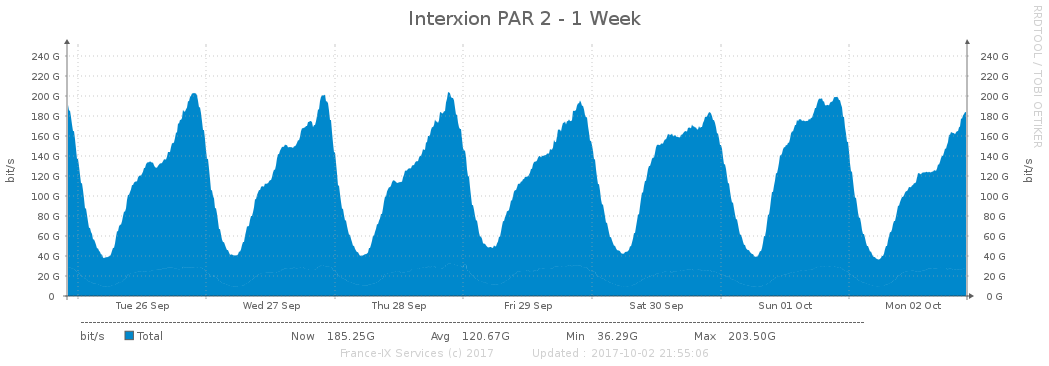 Interxion PAR 2 - 1 Week
RRDTOOL / TOBI OETIKER
bit/s
240 G 240 G
220 G 220 G
200 G 200 G
180 G 180 G
160 G 160 G
140 G 140 G
120 G 120 G
100 G 100 G
80 G 80 G
60 G 60 G
40 G 40 G
20 G 20 G
0 0 G
bit/s
Tue 26 Sep Wed 27 Sep Thu 28 Sep Fri 29 Sep Sat 30 Sep Sun 01 Oct Mon 02 Oct
bit/s Total Now 185.25G Avg 120.67G Min 36.29G Max 203.50G
France-IX Services (c) 2017 Updated : 2017-10-02 21:55:06